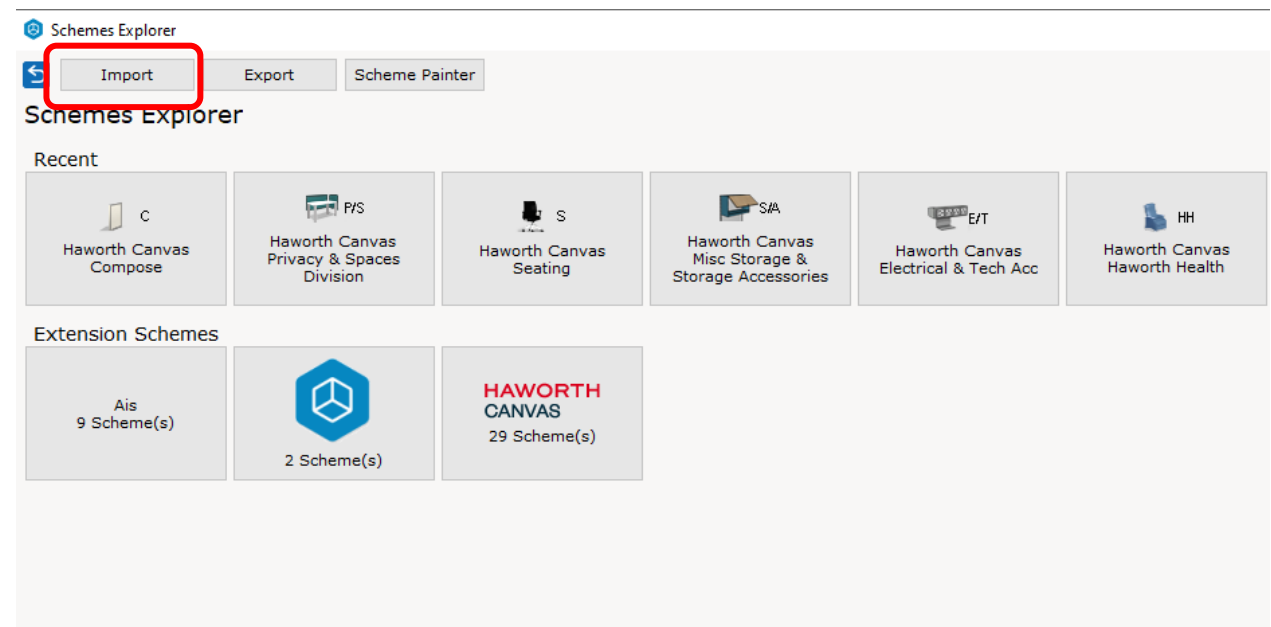 Schemes Explorer
Import Export Scheme Painter
Schemes Explorer
Recent
C
Haworth Canvas
Compose
P/S
Haworth Canvas
Privacy & Spaces
Division
S
Haworth Canvas
Seating
S/A
Haworth Canvas
Misc Storage &
Storage Accessories
E/T
Haworth Canvas
Electrical & Tech Acc
HH
Haworth Canvas
Haworth Health
Extension Schemes
Ais
9 Scheme(s)
2 Scheme(s)
HAWORTH
CANVAS
29 Scheme(s)